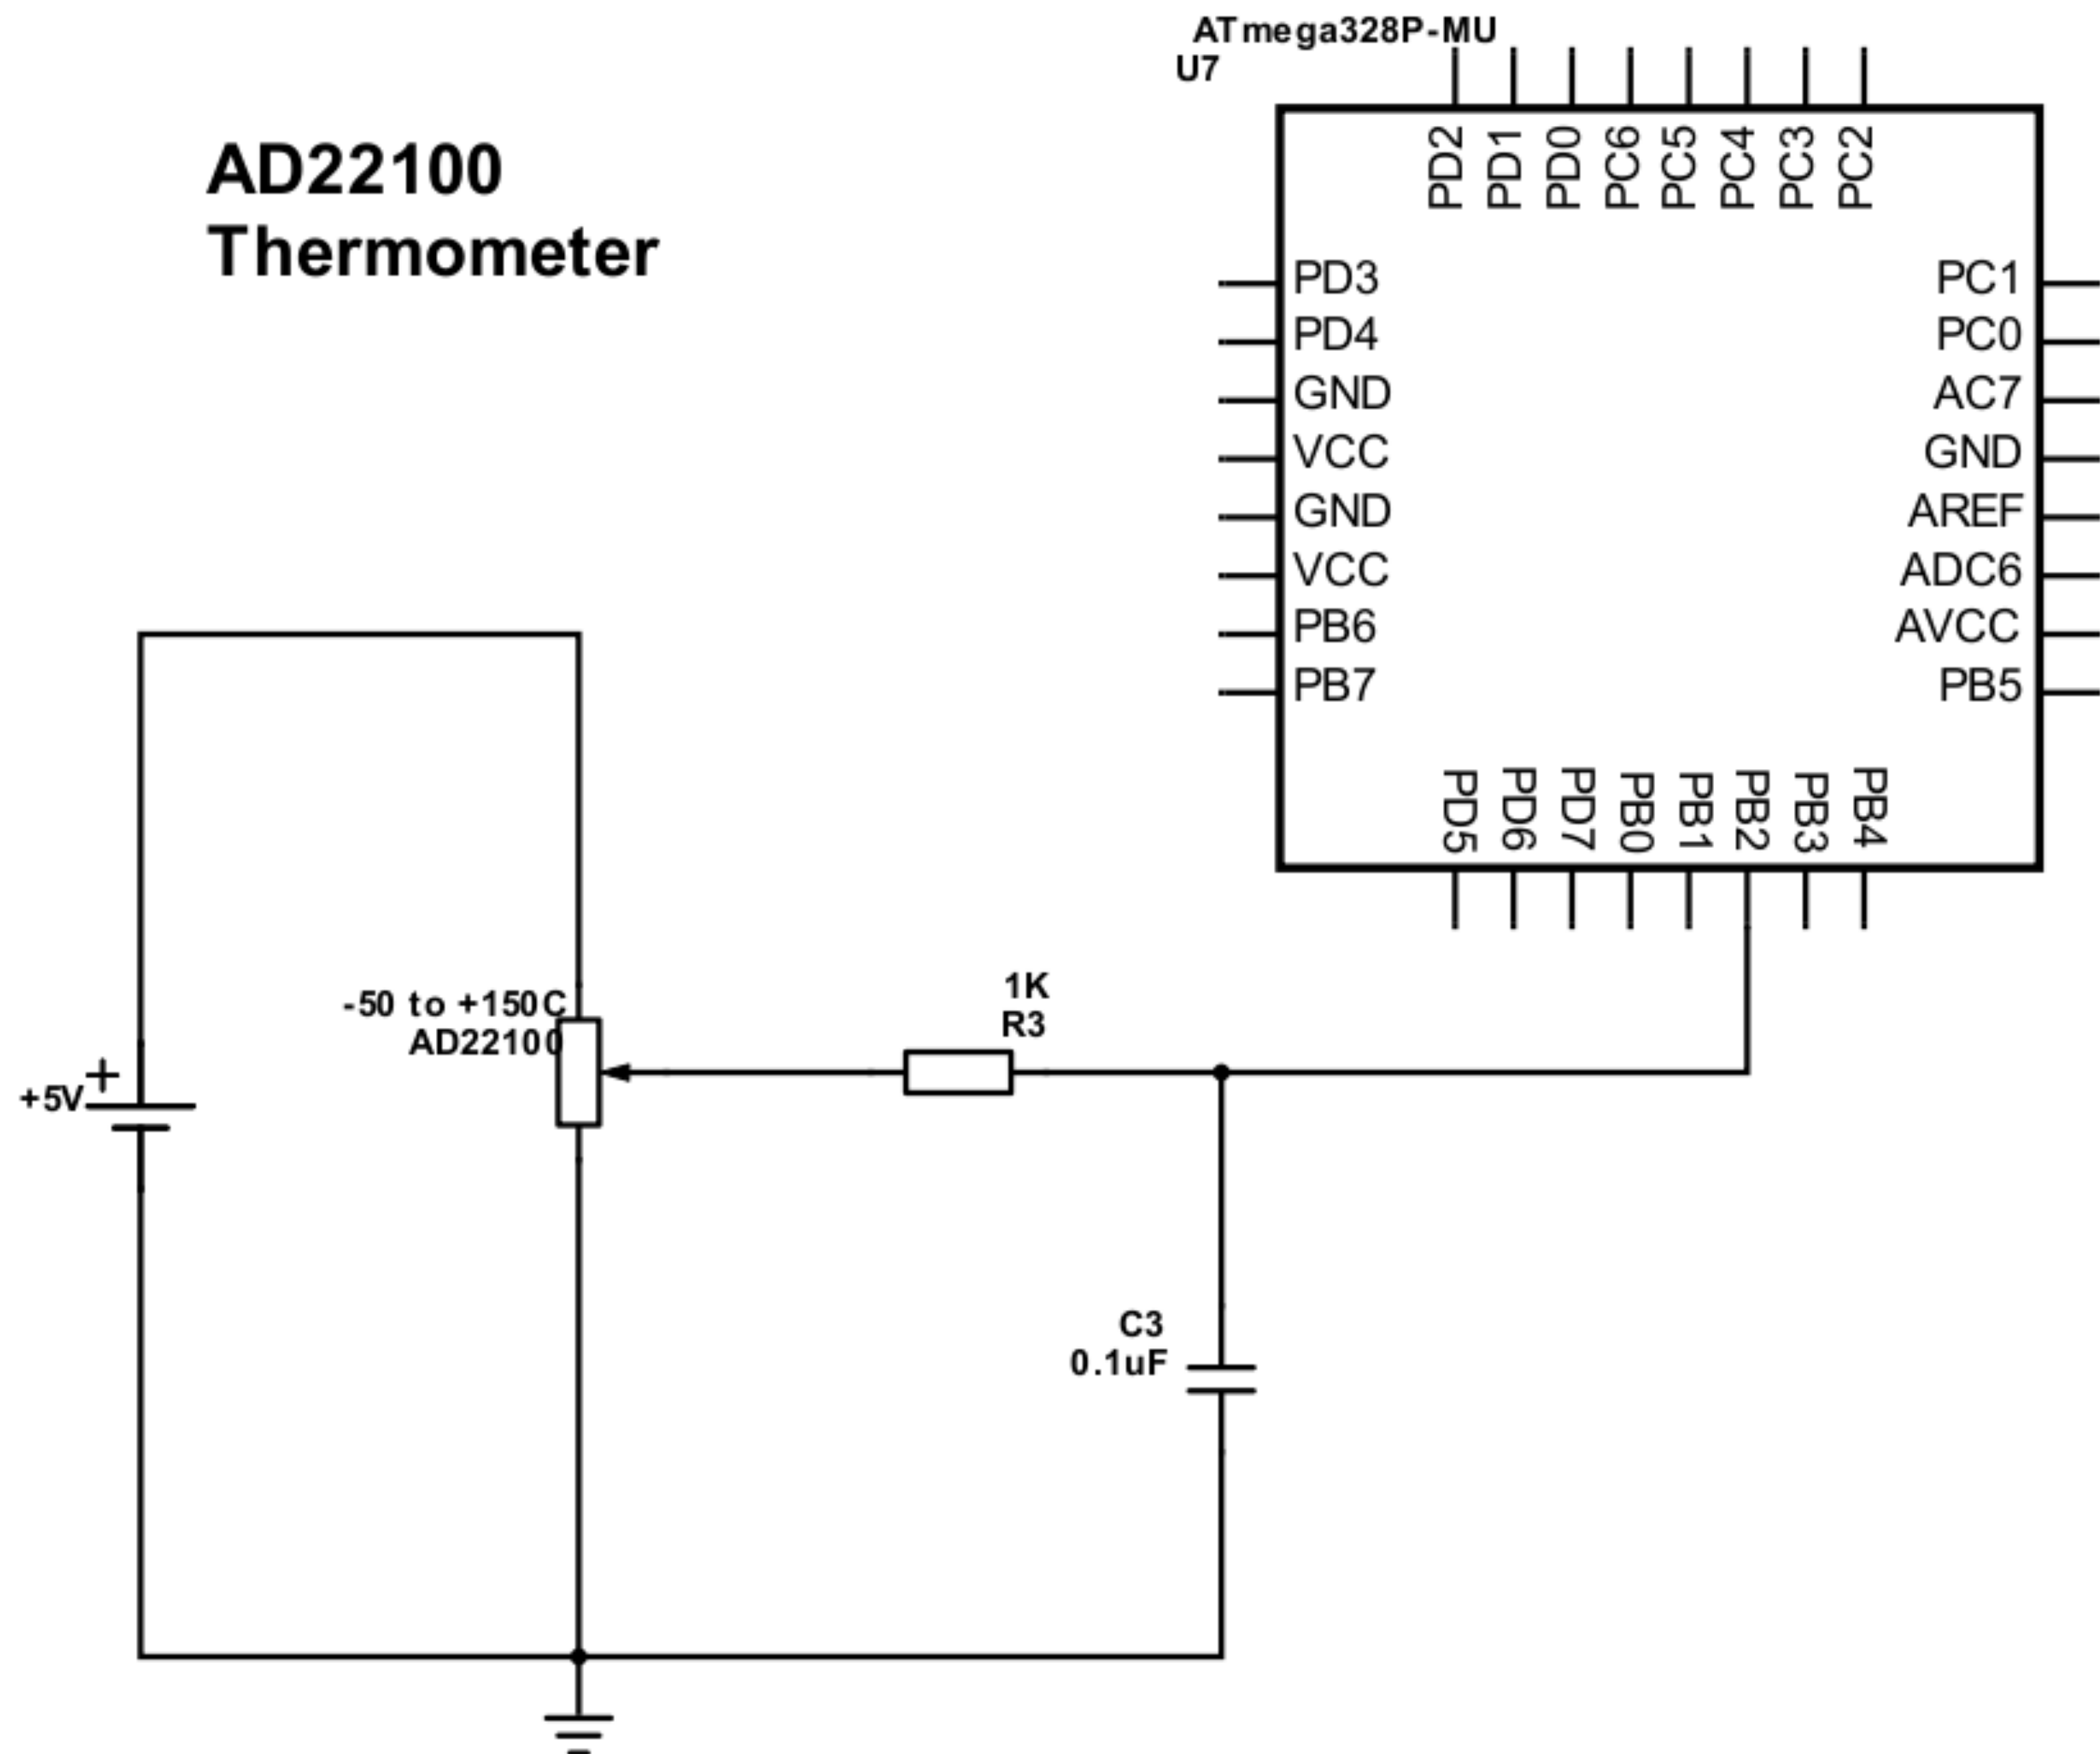 ATmega328P-MU
U7
AD22100
Thermometer
PD2
PD1
PD0
PC6
PC5
PC4
PC3
PC2
PD3
PD4
GND
VCC
GND
VCC
PB6
PB7
PC1
PC0
AC7
GND
AREF
ADC6
AVCC
PB5
PD5
PD6
PD7
PB0
PB1
PB2
PB3
PB4
-50 to +150C
AD22100
+
+5V
1K
R3
C3
0.1uF